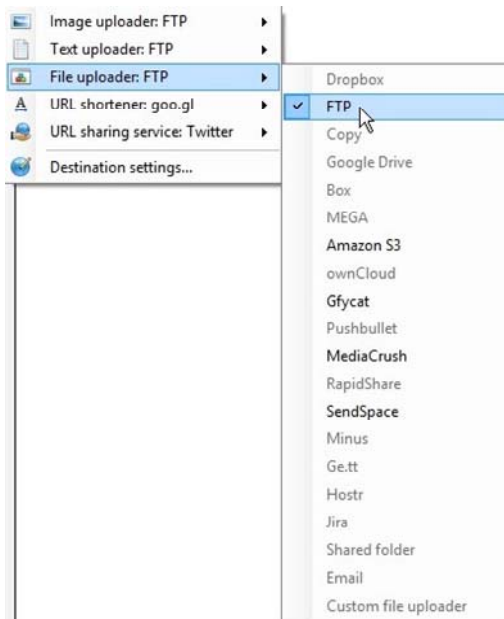 Image uploader: FTP
Text uploader: FTP
File uploader: FTP
URL shortener: goo.gl
URL sharing service: Twitter
Destination settings...
Dropbox
FTP
Copy
Google Drive
Box
MEGA
Amazon S3
ownCloud
Gfycat
Pushbullet
MediaCrush
RapidShare
SendSpace
Minus
Ge.tt
Hostr
Jira
Shared folder
Email
Custom file uploader